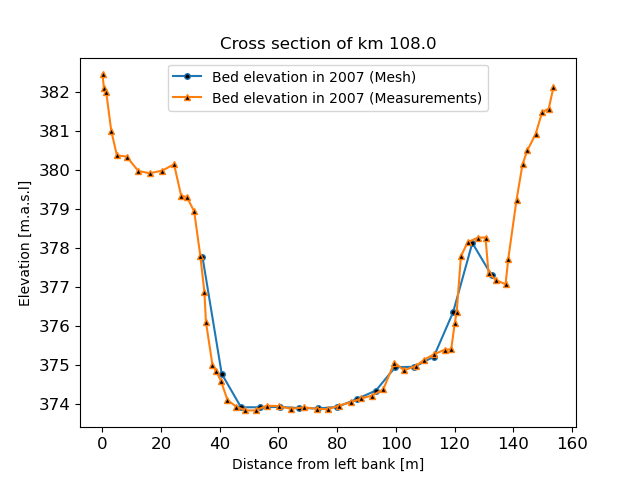 Cross section of km 108.0
Bed elevation in 2007 (Mesh)
Bed elevation in 2007 (Measurements)
Elevation [m.a.s.l]
382
381
380
379
378
377
376
375
374
0 20 40 60 80 100 120 140 160
Distance from left bank [m]